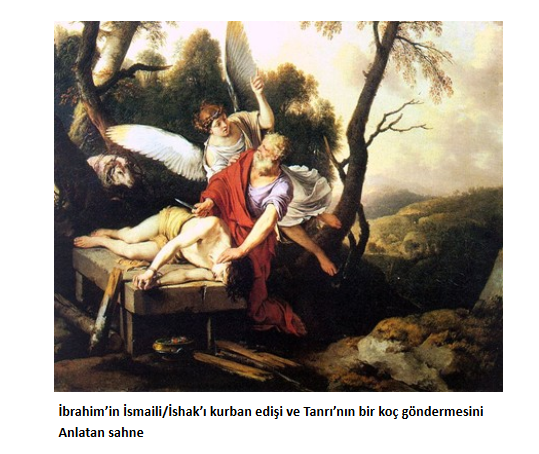 İbrahim’in İsmaili/İshak’ı kurban edişi ve Tanrı’nın bir koç göndermesini
Anlatan sahne